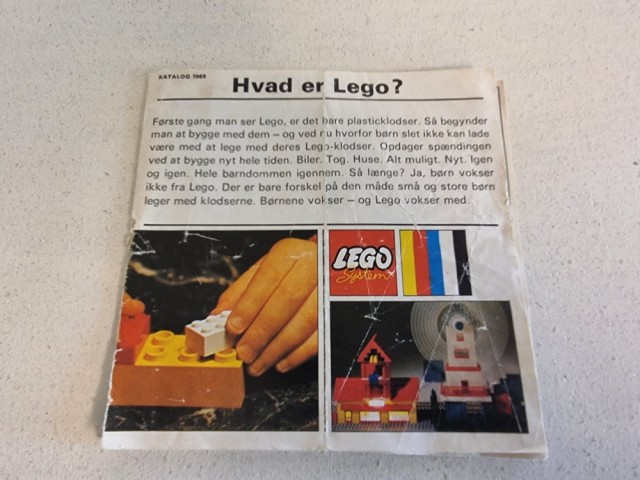 KATALOG 1969
Hvad er Lego?
Første gang man ser Lego, er det bare plasticklodser. Så begynder
man at bygge med dem – og ved nu hvorfor børn slet ikke kan lade
være med at lege med deres Lego-klodser. Opdager spændingen
ved at bygge nyt hele tiden. Biler. Tog. Huse. Alt muligt. Nyt. Igen
og igen. Hele barndommen igennem. Så længe? Ja, børn vokser
ikke fra Lego. Der er bare forskel på den måde små og store børn
leger med klodserne. Børnene vokser – og Lego vokser med.
LEGO
System